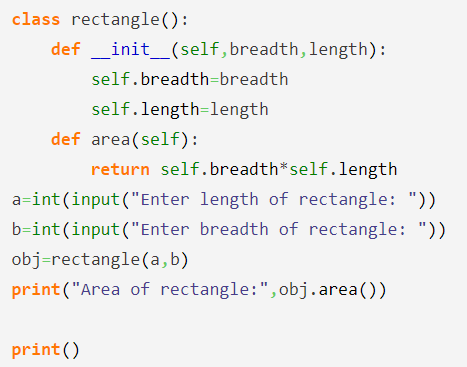 class rectangle():
    def __init__(self,breadth,length):
        self.breadth=breadth
        self.length=length
    def area(self):
        return self.breadth*self.length
a=int(input("Enter length of rectangle: "))
b=int(input("Enter breadth of rectangle: "))
obj=rectangle(a,b)
print("Area of rectangle:",obj.area())

print()